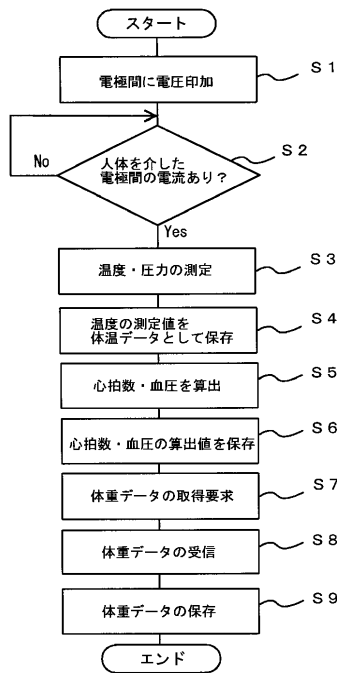 スタート
電極間に電圧印加
S1
人体を介した
電極間の電流あり？
S2
No
Yes
温度・圧力の測定
S3
温度の測定値を
体温データとして保存
S4
心拍数・血圧を算出
S5
心拍数・血圧の算出値を保存
S6
体重データの取得要求
S7
体重データの受信
S8
体重データの保存
S9
エンド